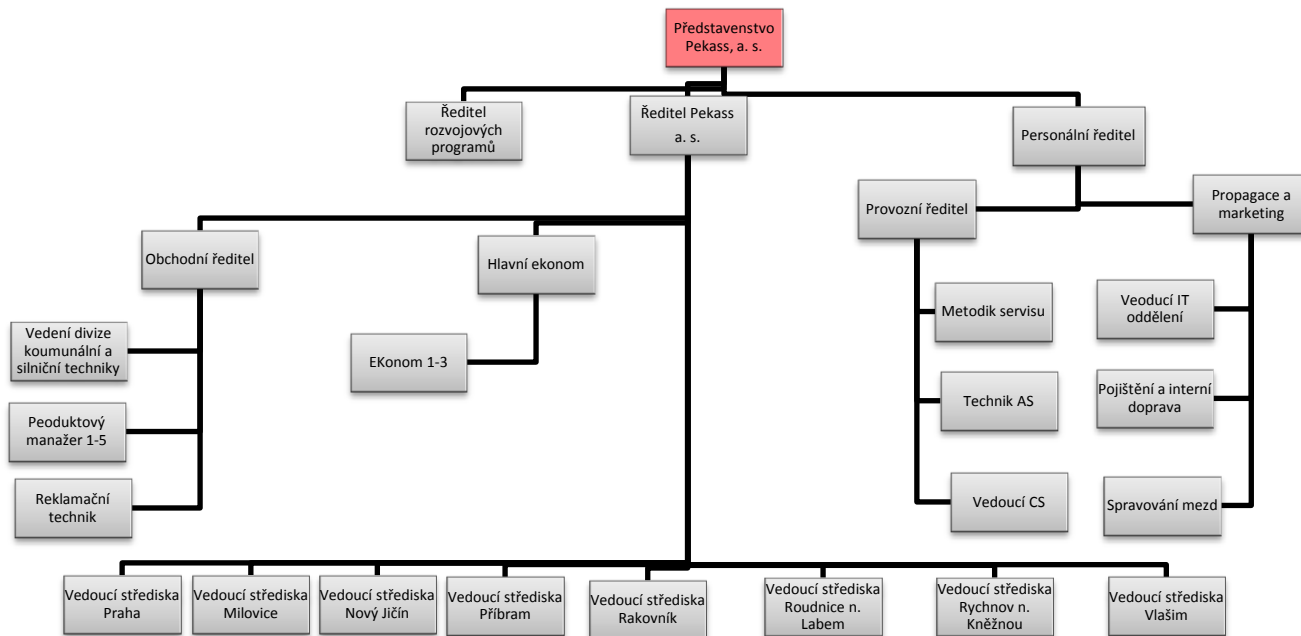 Představenstvo
Pekass, a. s.
Ředitel
rozvojových
programů
Ředitel Pekass
a. s.
Personální ředitel
Provozní ředitel
Propagace a
marketing
Obchodní ředitel
Hlavní ekonom
Metodik servisu
Veoducí IT
oddělení
Vedení divize
koumunální a
silniční techniky
EKonom 1-3
Technik AS
Pojištění a interní
doprava
Peoduktový
manažer 1-5
Reklamační
technik
Vedoucí CS
Spravování mezd
Vedoucí střediska
Praha
Vedoucí střediska
Milovice
Vedoucí střediska
Nový Jičín
Vedoucí střediska
Příbram
Vedoucí střediska
Rakovník
Vedoucí střediska
Roudnice n.
Labem
Vedoucí střediska
Rychnov n.
Kněžnou
Vedoucí střediska
Vlašim